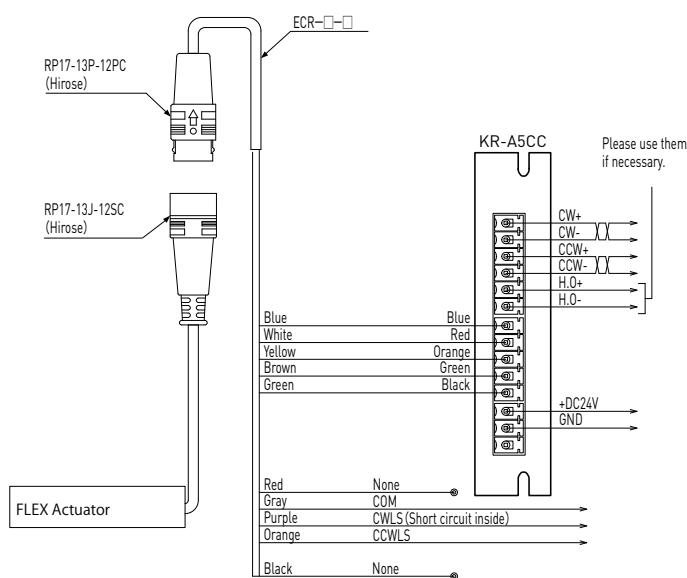 ECR-□-□
RP17-13P-12PC
(Hirose)
KR-A5CC
Please use them
if necessary.
RP17-13J-12SC
(Hirose)
CW+
CW-
CCW+
CCW-
H.O+
H.O-
Blue Blue
White Red
Yellow Orange
Brown Green
Green Black
+DC24V
GND
Red None
Gray COM
Purple CWLS(Short circuit inside)
Orange CCWLS
Black None
FLEX Actuator